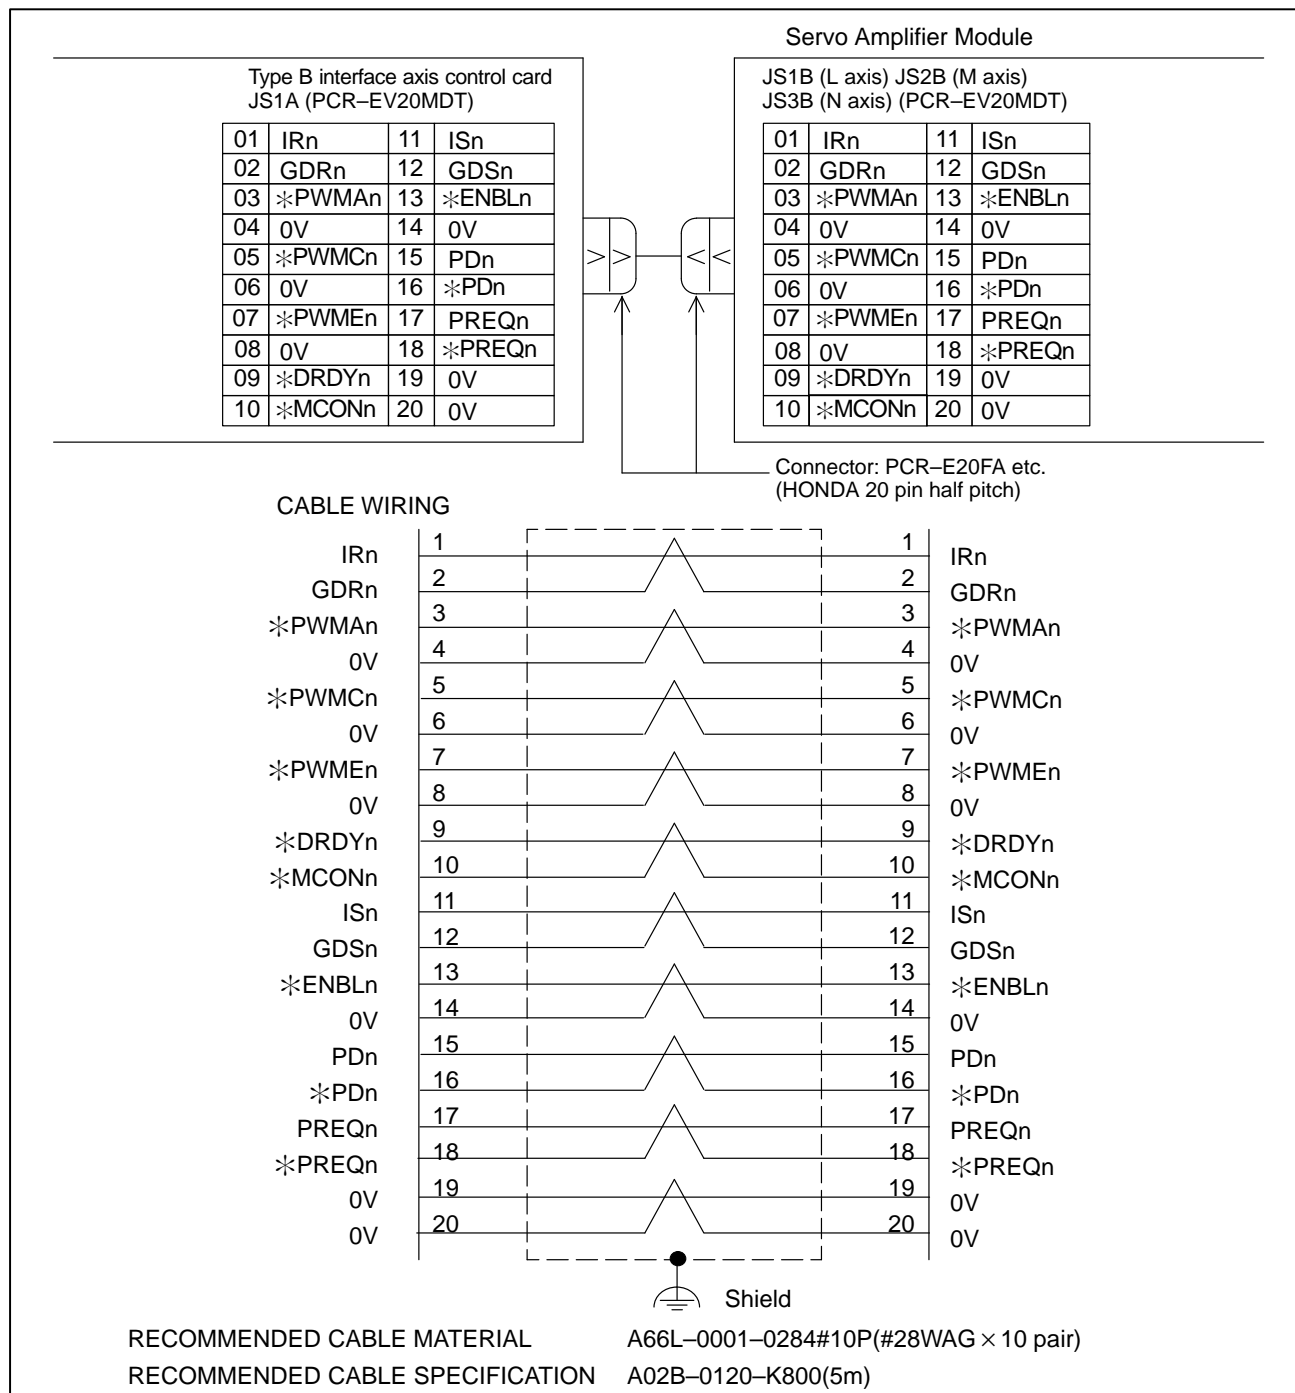 Servo Amplifier Module
Type B interface axis control card
JS1A (PCR–EV20MDT)
01 IRn 11 ISn
02 GDRn 12 GDSn
03 ＊PWMAn 13 ＊ENBLn
04 0V 14 0V
05 ＊PWMCn 15 PDn
06 0V 16 ＊PDn
07 ＊PWMEn 17 PREQn
08 0V 18 ＊PREQn
09 ＊DRDYn 19 0V
10 ＊MCONn 20 0V
JS1B (L axis) JS2B (M axis)
JS3B (N axis) (PCR–EV20MDT)
01 IRn 11 ISn
02 GDRn 12 GDSn
03 ＊PWMAn 13 ＊ENBLn
04 0V 14 0V
05 ＊PWMCn 15 PDn
06 0V 16 ＊PDn
07 ＊PWMEn 17 PREQn
08 0V 18 ＊PREQn
09 ＊DRDYn 19 0V
10 ＊MCONn 20 0V
Connector: PCR–E20FA etc.
(HONDA 20 pin half pitch)
CABLE WIRING
IRn 1 1 IRn
GDRn 2 2 GDRn
＊PWMAn 3 3 ＊PWMAn
0V 4 4 0V
＊PWMCn 5 5 ＊PWMCn
0V 6 6 0V
＊PWMEn 7 7 ＊PWMEn
0V 8 8 0V
＊DRDYn 9 9 ＊DRDYn
＊MCONn 10 10 ＊MCONn
ISn 11 11 ISn
GDSn 12 12 GDSn
＊ENBLn 13 13 ＊ENBLn
0V 14 14 0V
PDn 15 15 PDn
＊PDn 16 16 ＊PDn
PREQn 17 17 PREQn
＊PREQn 18 18 ＊PREQn
0V 19 19 0V
0V 20 20 0V
Shield
RECOMMENDED CABLE MATERIAL A66L–0001–0284#10P(#28WAG × 10 pair)
RECOMMENDED CABLE SPECIFICATION A02B–0120–K800(5m)